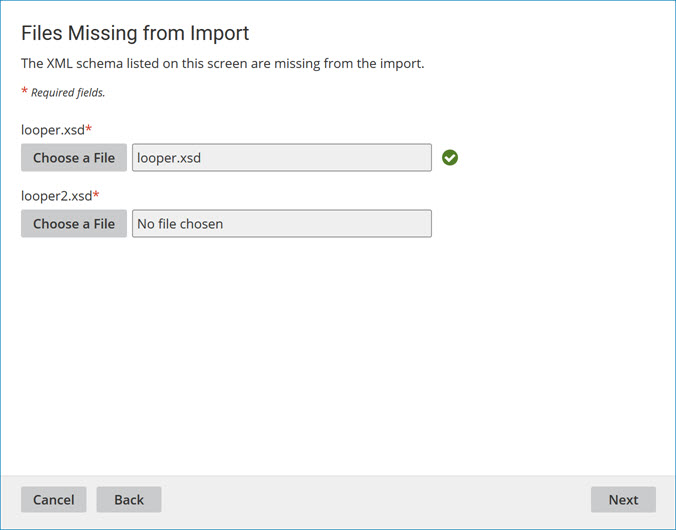 Files Missing from Import
The XML schema listed on this screen are missing from the import.
* Required fields.
looper.xsd*
Choose a File looper.xsd
looper2.xsd*
Choose a File No file chosen
Cancel Back Next